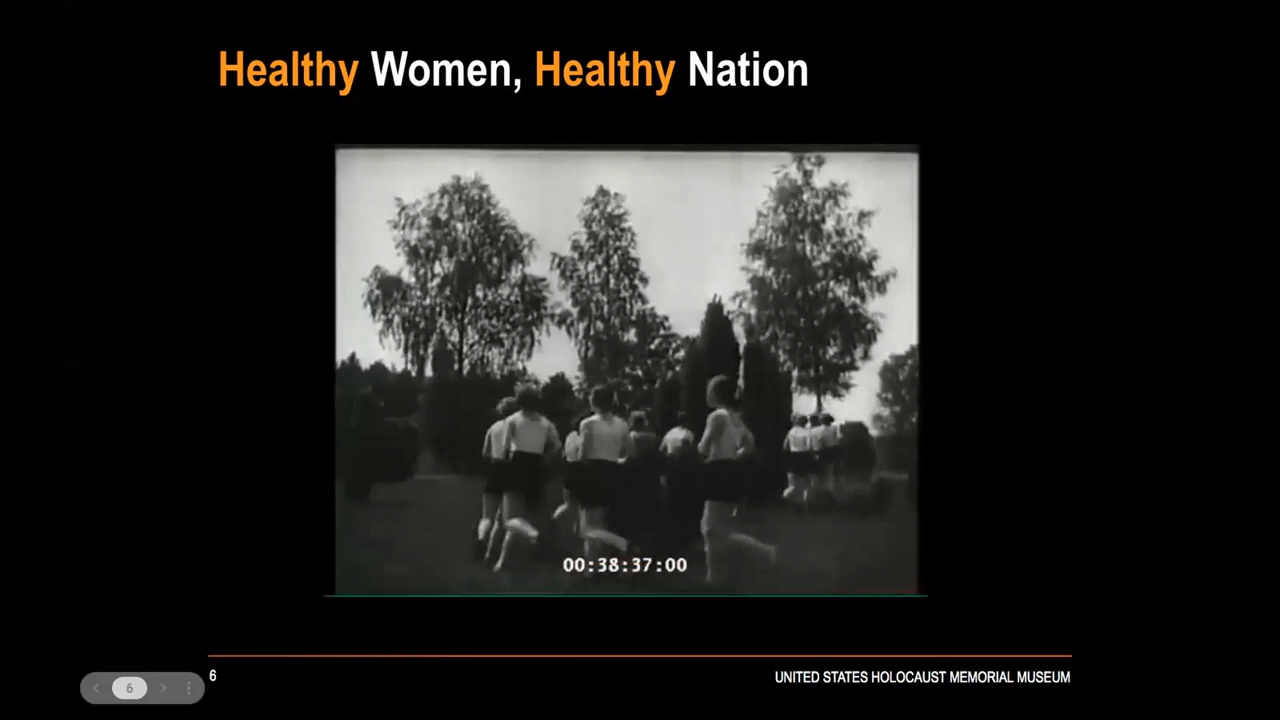 Healthy Women, Healthy Nation
00:38:37:00
6
6
UNITED STATES HOLOCAUST MEMORIAL MUSEUM